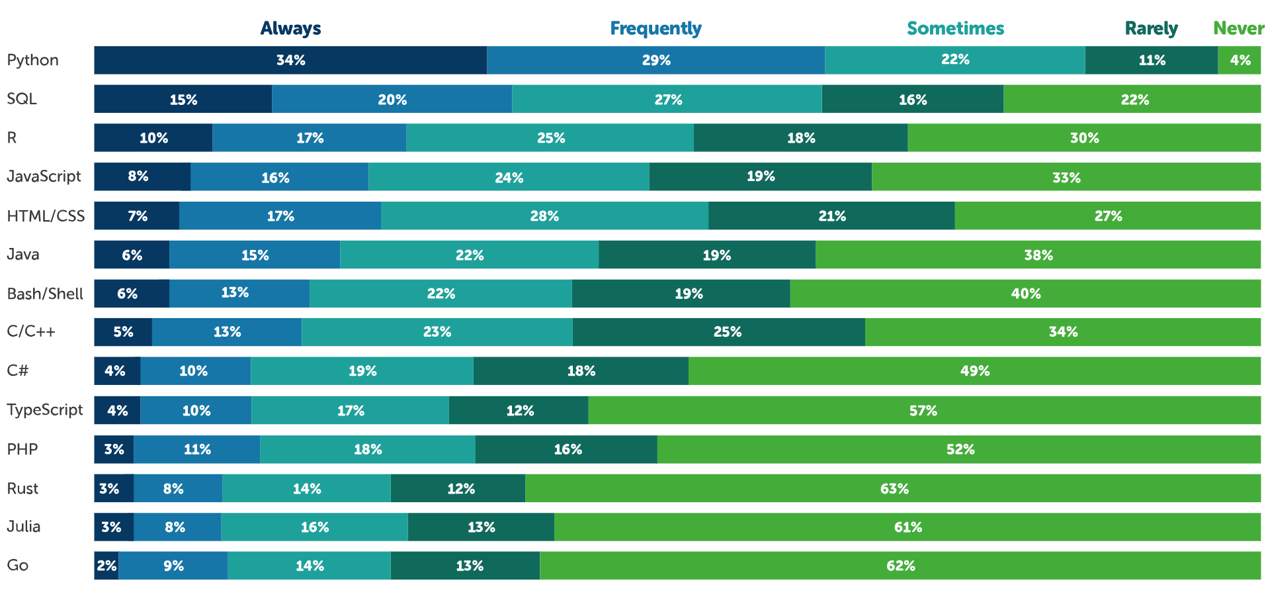 Always Frequently Sometimes Rarely Never
Python 34% 29% 22% 11% 4%
SQL 15% 20% 27% 16% 22%
R 10% 17% 25% 18% 30%
JavaScript 8% 16% 24% 19% 33%
HTML/CSS 7% 17% 28% 21% 27%
Java 6% 15% 22% 19% 38%
Bash/Shell 6% 13% 22% 19% 40%
C/C++ 5% 13% 23% 25% 34%
C# 4% 10% 19% 18% 49%
TypeScript 4% 10% 17% 12% 57%
PHP 3% 11% 18% 16% 52%
Rust 3% 8% 14% 12% 63%
Julia 3% 8% 16% 13% 61%
Go 2% 9% 14% 13% 62%